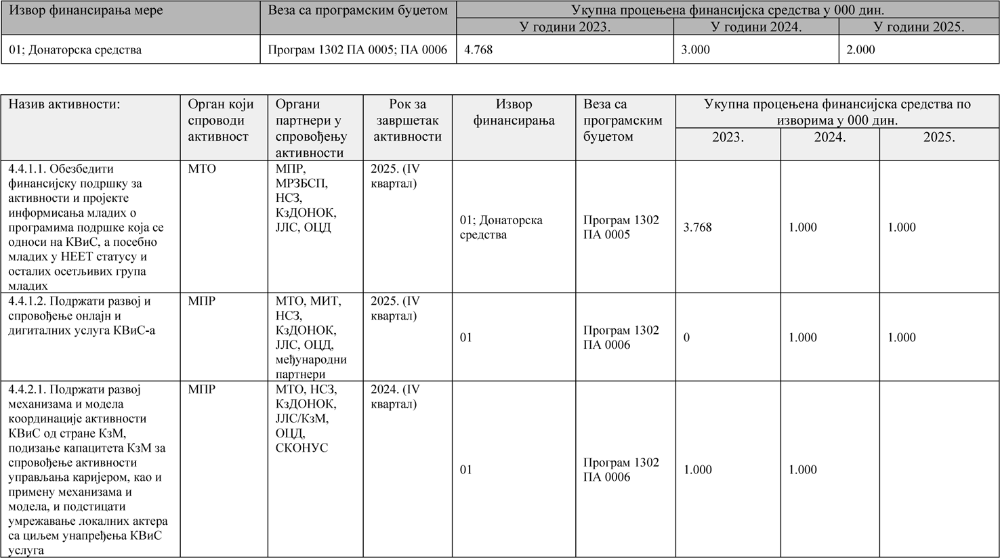 Извор финансирања мере
Веза са програмским буџетом
Укупна процењена финансијска средства у 000 дин.
У години 2023.
У години 2024.
У години 2025.
01; Донаторска средства
Програм 1302 ПА 0005; ПА 0006
4.768
3.000
2.000
Назив активности:
Орган који
спроводи
активност
Органи
партнери у
спровођењу
активности
Рок за
завршетак
активности
Извор
финансирања
Веза са
програмским
буџетом
Укупна процењена финансијска средства по
изворима у 000 дин.
2023.
2024.
2025.
4.4.1.1. Обезбедити
финансијску подршку за
активности и пројекте
информисања младих о
програмима подршке која се
односи на КВиС, а посебно
младих у НЕЕТ статусу и
осталих осетљивих група
младих
МТО
МПР,
МРЗБСП,
НСЗ,
КзДОНОК,
ЈЛС, ОЦД
2025. (IV
квартал)
01; Донаторска
средства
Програм 1302
ПА 0005
3.768
1.000
1.000
4.4.1.2. Подржати развој и
спровођење онлајн и
дигиталних услуга КВиС-а
МПР
МТО, МИТ,
НСЗ,
КзДОНОК,
ЈЛС, ОЦД,
међународни
партнери
2025. (IV
квартал)
01
Програм 1302
ПА 0006
0
1.000
1.000
4.4.2.1. Подржати развој
механизама и модела
координације активности
КВиС од стране КзМ,
подизање капацитета КзМ за
спровођење активности
управљања каријером, као и
примену механизама и
модела, и подстицати
умрежавање локалних актера
са циљем унапређења КВиС
услуга
МПР
МТО, НСЗ,
КзДОНОК,
ЈЛС/КзМ,
ОЦД,
СКОНУС
2024. (IV
квартал)
01
Програм 1302
ПА 0006
1.000
1.000